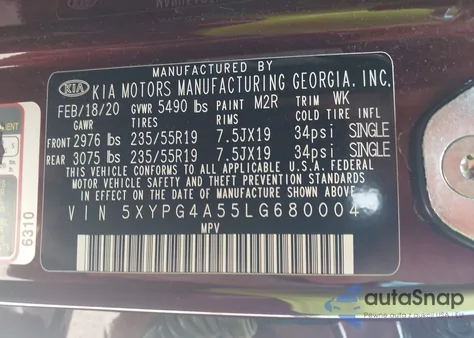 MANUFACTURED BY
KIA KIA MOTORS MANUFACTURING GEORGIA, INC.
FEB/18/20 GVWR 5490 lbs PAINT M2R TRIM WK
GAWR TIRES RIMS COLD TIRE INFL
FRONT 2976 lbs 235/55R19 7.5JX19 34psi SINGLE
REAR 3075 lbs 235/55R19 7.5JX19 34psi SINGLE
THIS VEHICLE CONFORMS TO ALL APPLICABLE U.S.A. FEDERAL
MOTOR VEHICLE SAFETY, BUMPER, AND THEFT PREVENTION STANDARDS
IN EFFECT ON THE DATE OF MANUFACTURE SHOWN ABOVE.
VIN 5XYPG4A55LG680004
MPV
6310
autoSnap